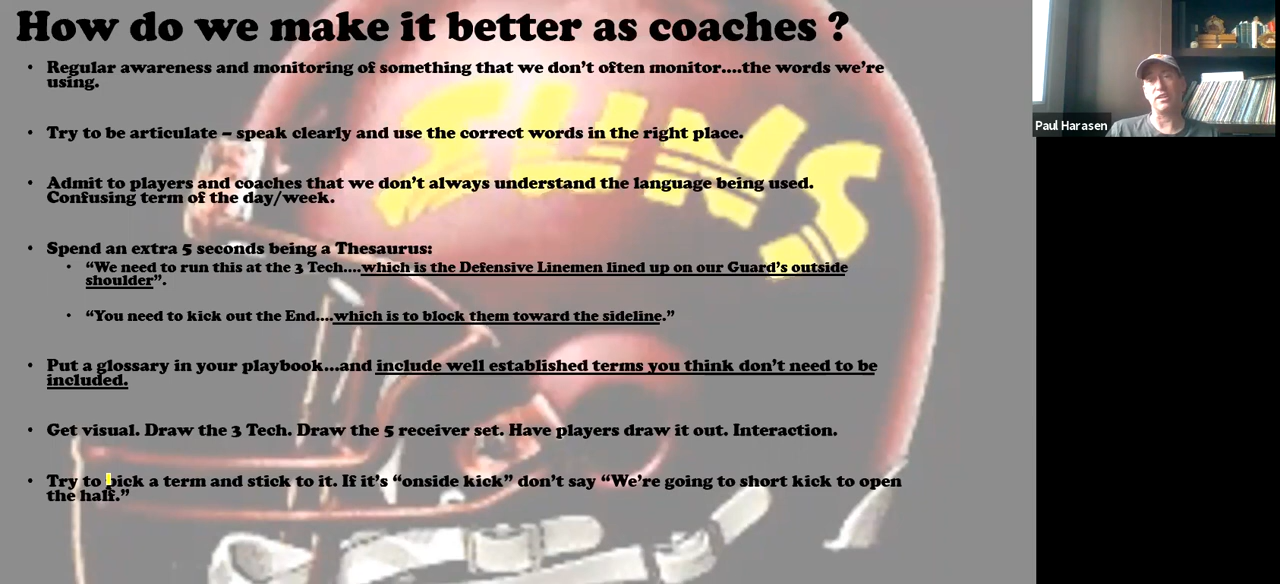 How do we make it better as coaches ?
• Regular awareness and monitoring of something that we don't often monitor....the words we're
using.
• Try to be articulate – speak clearly and use the correct words in the right place.
• Admit to players and coaches that we don't always understand the language being used.
Confusing term of the day/week.
• Spend an extra 5 seconds being a Thesaurus:
• “We need to run this at the 3 Tech....which is the Defensive Linemen lined up on our Guard's outside
shoulder”.
• “You need to kick out the End....which is to block them toward the sideline.”
• Put a glossary in your playbook...and include well established terms you think don't need to be
included.
• Get visual. Draw the 3 Tech. Draw the 5 receiver set. Have players draw it out. Interaction.
• Try to pick a term and stick to it. If it's “onside kick” don't say “We're going to short kick to open
the half.”
SUNS
Paul Harasen